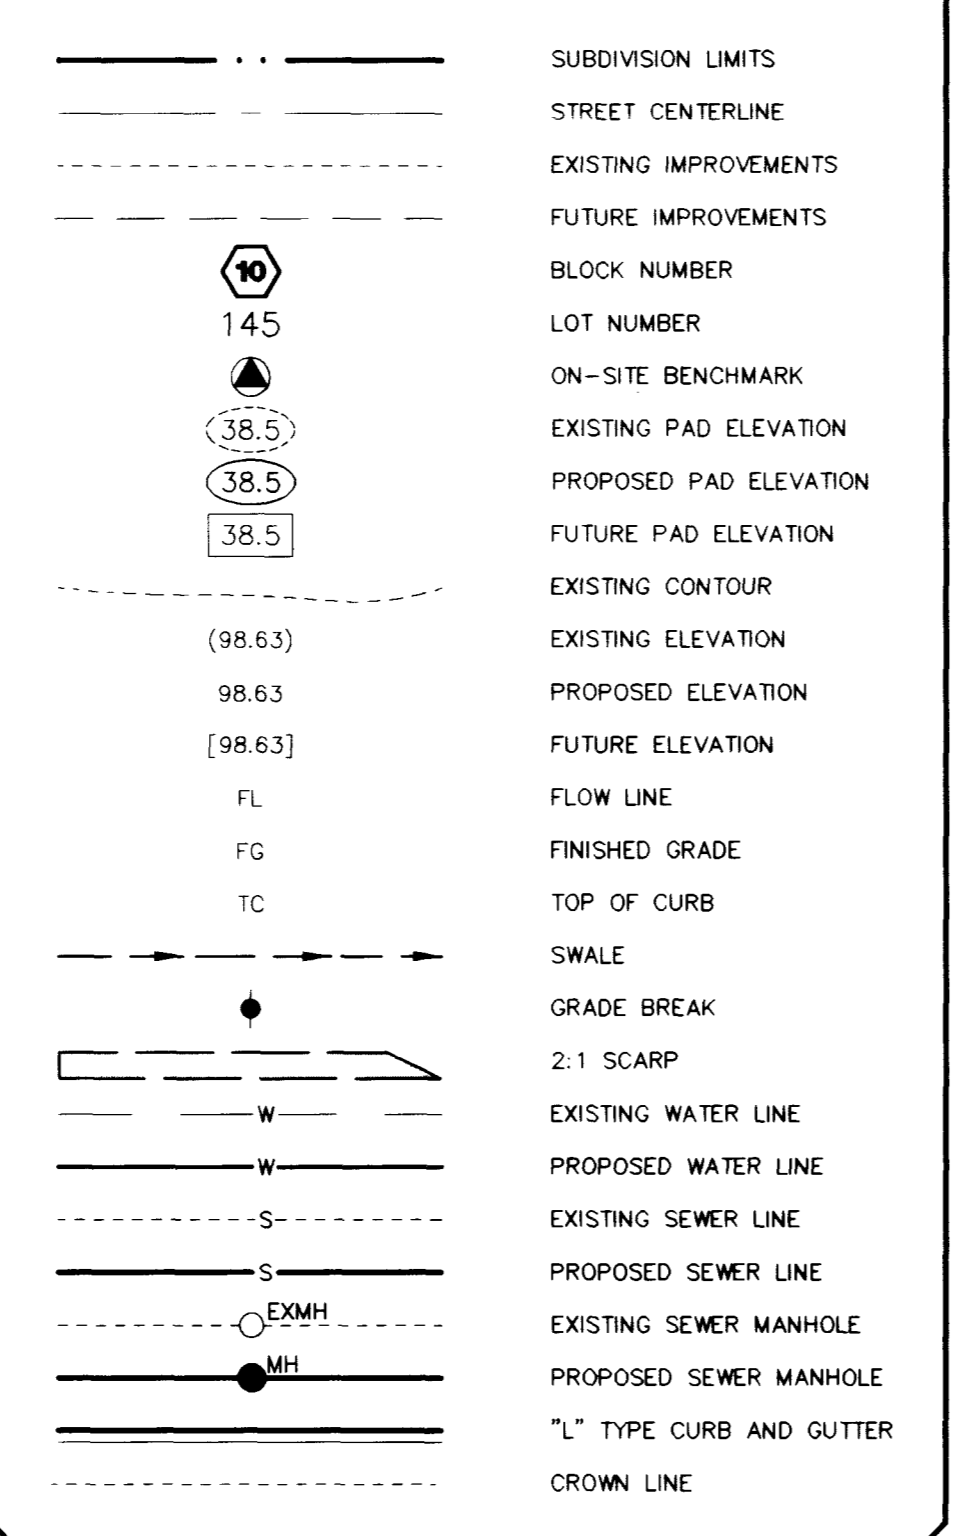 SUBDIVISION LIMITS
STREET CENTERLINE
EXISTING IMPROVEMENTS
FUTURE IMPROVEMENTS
10 BLOCK NUMBER
145 LOT NUMBER
ON-SITE BENCHMARK
38.5 EXISTING PAD ELEVATION
38.5 PROPOSED PAD ELEVATION
38.5 FUTURE PAD ELEVATION
EXISTING CONTOUR
(98.63) EXISTING ELEVATION
98.63 PROPOSED ELEVATION
[98.63] FUTURE ELEVATION
FL FLOW LINE
FG FINISHED GRADE
TC TOP OF CURB
SWALE
GRADE BREAK
2:1 SCARP
W EXISTING WATER LINE
W PROPOSED WATER LINE
S EXISTING SEWER LINE
S PROPOSED SEWER LINE
EXMH EXISTING SEWER MANHOLE
MH PROPOSED SEWER MANHOLE
"L" TYPE CURB AND GUTTER
CROWN LINE